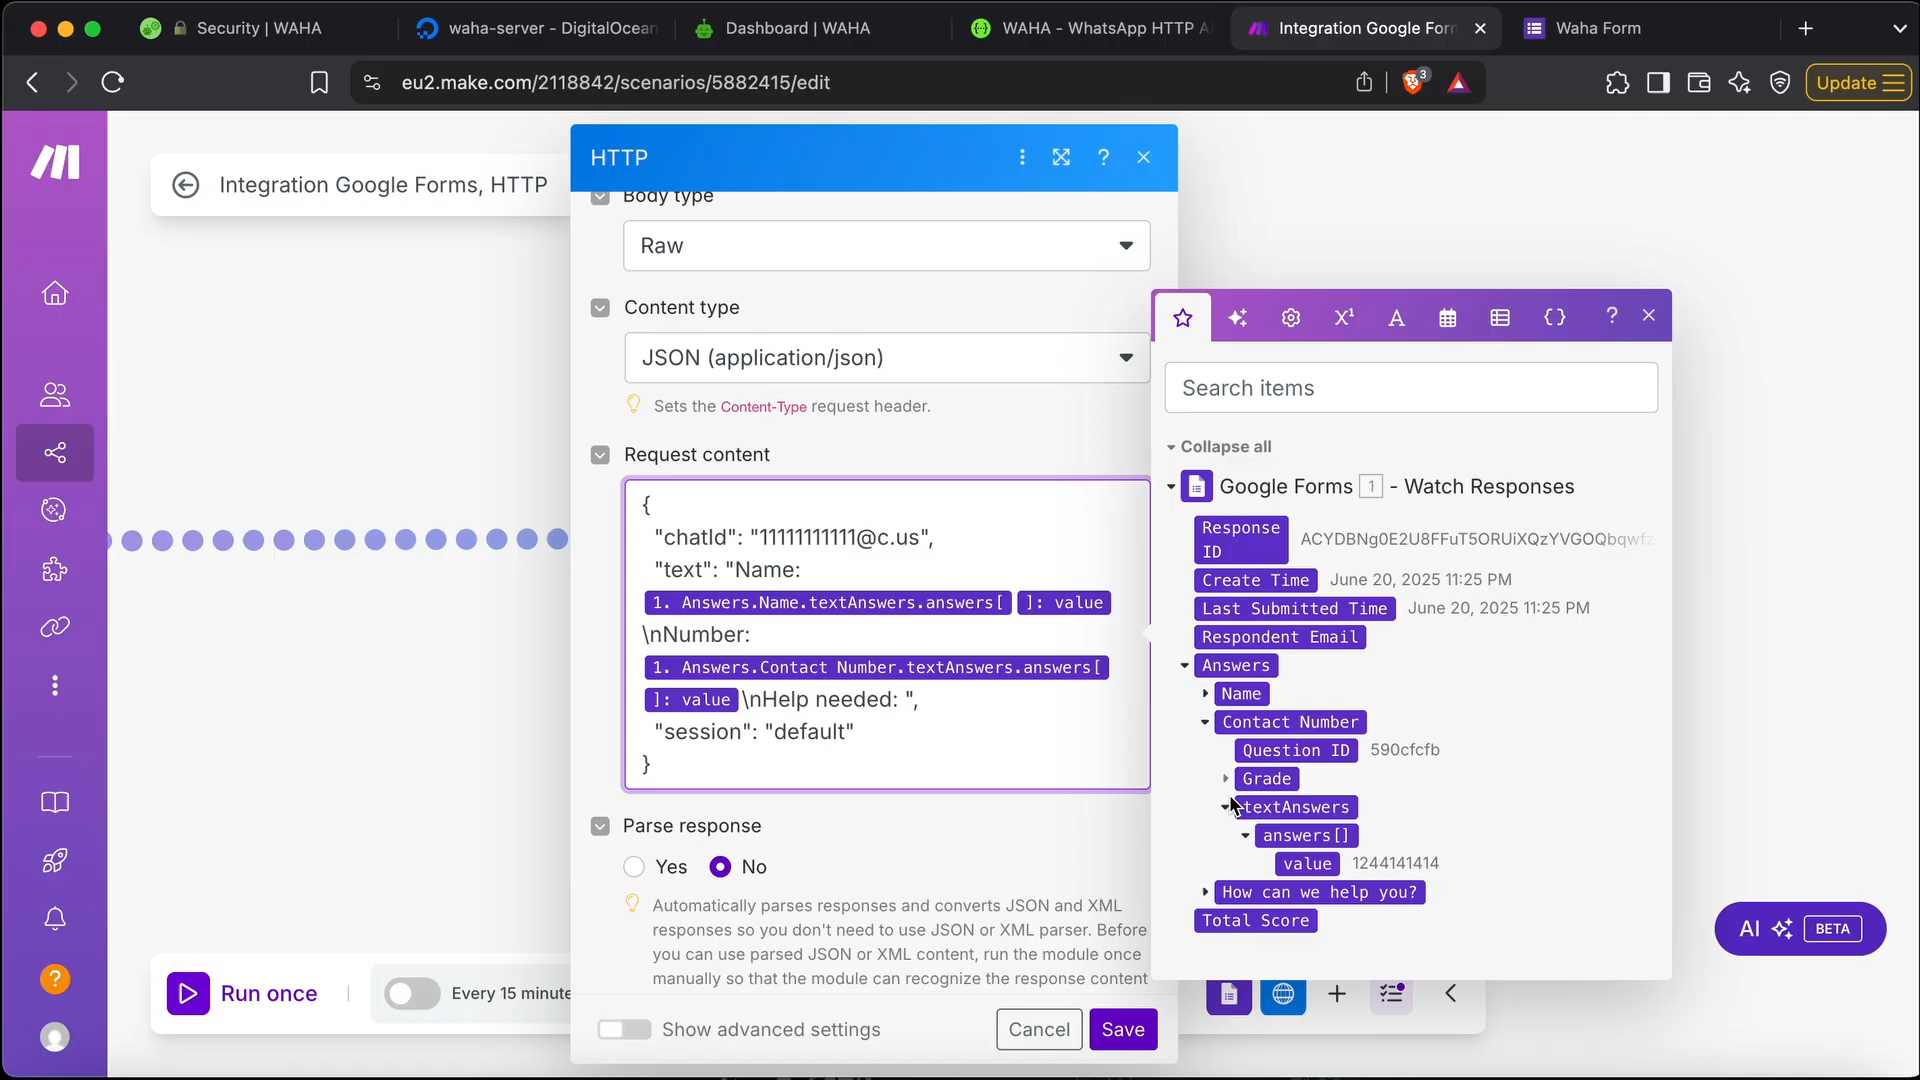 Security | WAHA
waha-server - DigitalOcean
Dashboard | WAHA
WAHA - WhatsApp HTTP A
Integration Google For
Waha Form
eu2.make.com/2118842/scenarios/5882415/edit
3
Update
Integration Google Forms, HTTP
HTTP
?
Body type
Raw
Content type
JSON (application/json)
Sets the Content-Type request header.
Request content
{
"chatId": "11111111111@c.us",
"text": "Name:
1. Answers.Name.textAnswers.answers[ ]: value
\nNumber:
1. Answers.Contact Number.textAnswers.answers[
]: value \nHelp needed: ",
"session": "default"
}
Parse response
Yes No
Automatically parses responses and converts JSON and XML
responses so you don't need to use JSON or XML parser. Before
you can use parsed JSON or XML content, run the module once
manually so that the module can recognize the response content
Show advanced settings
Cancel Save
?
Search items
Collapse all
Google Forms 1 - Watch Responses
Response
ID ACYDBNg0E2U8FFuT5ORUiXQzYVGOQbqwfz
Create Time June 20, 2025 11:25 PM
Last Submitted Time June 20, 2025 11:25 PM
Respondent Email
Answers
Name
Contact Number
Question ID 590cfcfb
Grade
textAnswers
answers[]
value 1244141414
How can we help you?
Total Score
AI BETA
?
Run once
Every 15 minute